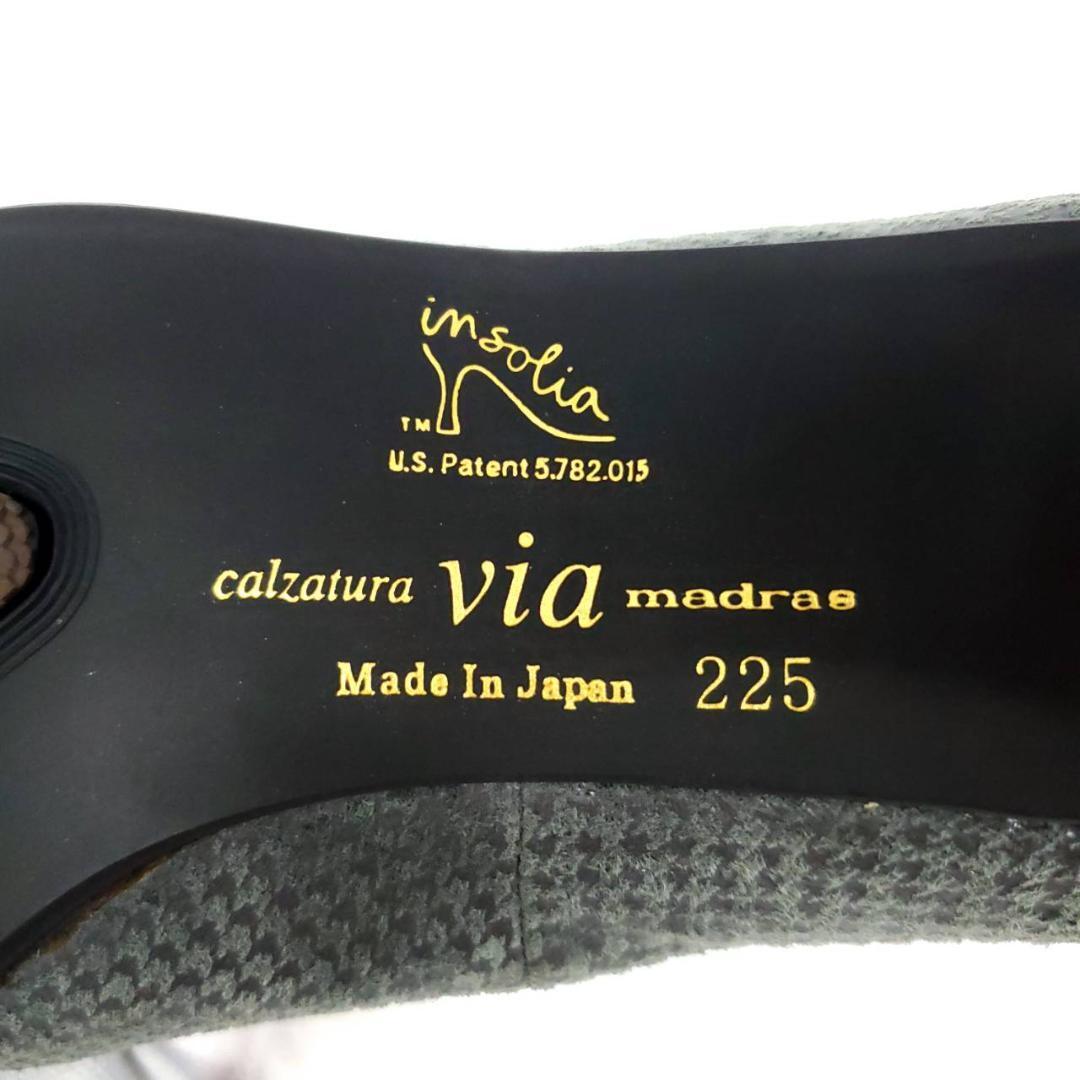 insolia
TM
U.S. Patent 5.782.015
calzatura via madras
Made In Japan 225